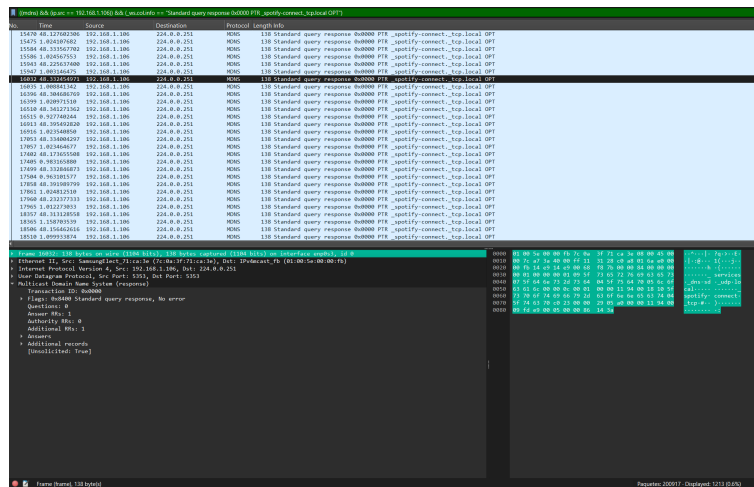 ((mdns) && (ip.src == 192.168.1.106)) && (_ws.col.info == "Standard query response 0x0000 PTR _spotify-connect._tcp.local OPT")
No. Time Source Destination Protocol Length Info
15470 48.127602306 192.168.1.106 224.0.0.251 MDNS 138 Standard query response 0x0000 PTR _spotify-connect._tcp.local OPT
15475 1.024107682 192.168.1.106 224.0.0.251 MDNS 138 Standard query response 0x0000 PTR _spotify-connect._tcp.local OPT
15584 48.333567702 192.168.1.106 224.0.0.251 MDNS 138 Standard query response 0x0000 PTR _spotify-connect._tcp.local OPT
15586 1.024567553 192.168.1.106 224.0.0.251 MDNS 138 Standard query response 0x0000 PTR _spotify-connect._tcp.local OPT
15943 48.225637400 192.168.1.106 224.0.0.251 MDNS 138 Standard query response 0x0000 PTR _spotify-connect._tcp.local OPT
15947 1.003146475 192.168.1.106 224.0.0.251 MDNS 138 Standard query response 0x0000 PTR _spotify-connect._tcp.local OPT
16032 48.332454971 192.168.1.106 224.0.0.251 MDNS 138 Standard query response 0x0000 PTR _spotify-connect._tcp.local OPT
16035 1.008841342 192.168.1.106 224.0.0.251 MDNS 138 Standard query response 0x0000 PTR _spotify-connect._tcp.local OPT
16396 48.304686769 192.168.1.106 224.0.0.251 MDNS 138 Standard query response 0x0000 PTR _spotify-connect._tcp.local OPT
16399 1.020971510 192.168.1.106 224.0.0.251 MDNS 138 Standard query response 0x0000 PTR _spotify-connect._tcp.local OPT
16510 48.341271362 192.168.1.106 224.0.0.251 MDNS 138 Standard query response 0x0000 PTR _spotify-connect._tcp.local OPT
16515 0.927740244 192.168.1.106 224.0.0.251 MDNS 138 Standard query response 0x0000 PTR _spotify-connect._tcp.local OPT
16913 48.395492820 192.168.1.106 224.0.0.251 MDNS 138 Standard query response 0x0000 PTR _spotify-connect._tcp.local OPT
16916 1.023540850 192.168.1.106 224.0.0.251 MDNS 138 Standard query response 0x0000 PTR _spotify-connect._tcp.local OPT
17053 48.334004297 192.168.1.106 224.0.0.251 MDNS 138 Standard query response 0x0000 PTR _spotify-connect._tcp.local OPT
17057 1.023464677 192.168.1.106 224.0.0.251 MDNS 138 Standard query response 0x0000 PTR _spotify-connect._tcp.local OPT
17402 48.173655508 192.168.1.106 224.0.0.251 MDNS 138 Standard query response 0x0000 PTR _spotify-connect._tcp.local OPT
17405 0.983165880 192.168.1.106 224.0.0.251 MDNS 138 Standard query response 0x0000 PTR _spotify-connect._tcp.local OPT
17499 48.332846873 192.168.1.106 224.0.0.251 MDNS 138 Standard query response 0x0000 PTR _spotify-connect._tcp.local OPT
17504 0.963101577 192.168.1.106 224.0.0.251 MDNS 138 Standard query response 0x0000 PTR _spotify-connect._tcp.local OPT
17858 48.391989799 192.168.1.106 224.0.0.251 MDNS 138 Standard query response 0x0000 PTR _spotify-connect._tcp.local OPT
17861 1.024812510 192.168.1.106 224.0.0.251 MDNS 138 Standard query response 0x0000 PTR _spotify-connect._tcp.local OPT
17960 48.232377333 192.168.1.106 224.0.0.251 MDNS 138 Standard query response 0x0000 PTR _spotify-connect._tcp.local OPT
17965 1.012273033 192.168.1.106 224.0.0.251 MDNS 138 Standard query response 0x0000 PTR _spotify-connect._tcp.local OPT
18357 48.313128558 192.168.1.106 224.0.0.251 MDNS 138 Standard query response 0x0000 PTR _spotify-connect._tcp.local OPT
18365 1.158703539 192.168.1.106 224.0.0.251 MDNS 138 Standard query response 0x0000 PTR _spotify-connect._tcp.local OPT
18506 48.156462616 192.168.1.106 224.0.0.251 MDNS 138 Standard query response 0x0000 PTR _spotify-connect._tcp.local OPT
18510 1.099933874 192.168.1.106 224.0.0.251 MDNS 138 Standard query response 0x0000 PTR _spotify-connect._tcp.local OPT
Frame 16032: 138 bytes on wire (1104 bits), 138 bytes captured (1104 bits) on interface enp0s3, id 0
Ethernet II, Src: SamsungElect_71:ca:3e (7c:0a:3f:71:ca:3e), Dst: IPv4mcast_fb (01:00:5e:00:00:fb)
Internet Protocol Version 4, Src: 192.168.1.106, Dst: 224.0.0.251
User Datagram Protocol, Src Port: 5353, Dst Port: 5353
Multicast Domain Name System (response)
Transaction ID: 0x0000
Flags: 0x8400 Standard query response, No error
Questions: 0
Answer RRs: 1
Authority RRs: 0
Additional RRs: 1
Answers
Additional records
[Unsolicited: True]
Frame (frame), 138 byte(s)
Paquetes: 200917 · Displayed: 1213 (0.6%)